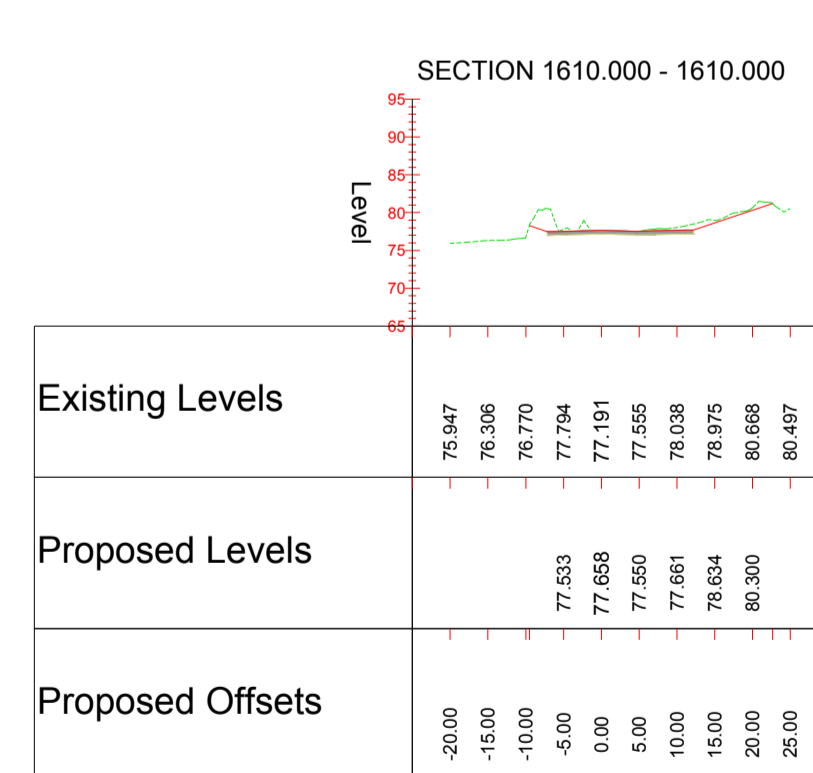 SECTION 1610.000 - 1610.000
95
90
85
80
75
70
65
Level
Existing Levels
75.947 76.306 76.770 77.794 77.191 77.555 78.038 78.975 80.668 80.497
Proposed Levels
77.533 77.658 77.550 77.661 78.634 80.300
Proposed Offsets
-20.00 -15.00 -10.00 -5.00 0.00 5.00 10.00 15.00 20.00 25.00